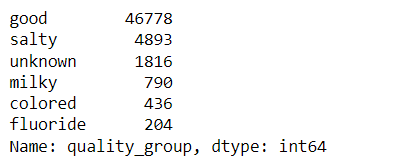 good 46778
salty 4893
unknown 1816
milky 790
colored 436
fluoride 204
Name: quality_group, dtype: int64